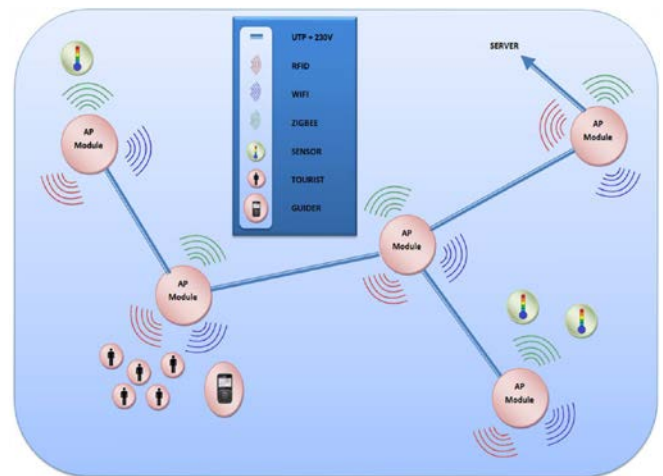 UTP + 230V
RFID
WIFI
ZIGBEE
SENSOR
TOURIST
GUIDER
SERVER
AP
Module
AP
Module
AP
Module
AP
Module
AP
Module